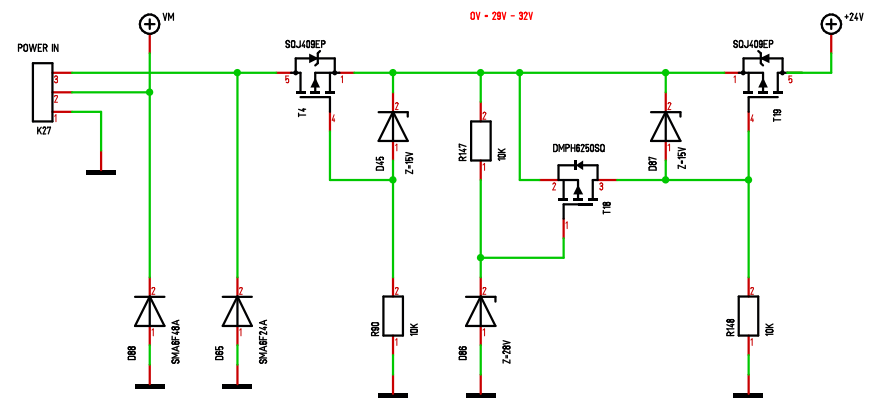 VM
0V - 29V - 32V
+24V
POWER IN
SQJ409EP
SQJ409EP
3
5
1
1
5
2
1
K27
T4
4
2
D45
Z=15V
1
2
R147
10K
1
DMPH6250SQ
2
3
T18
1
2
D87
Z=15V
1
T19
4
2
D88
SMA6F48A
1
2
D65
SMA6F24A
1
2
R90
10K
1
2
D86
Z=28V
1
2
R148
10K
1